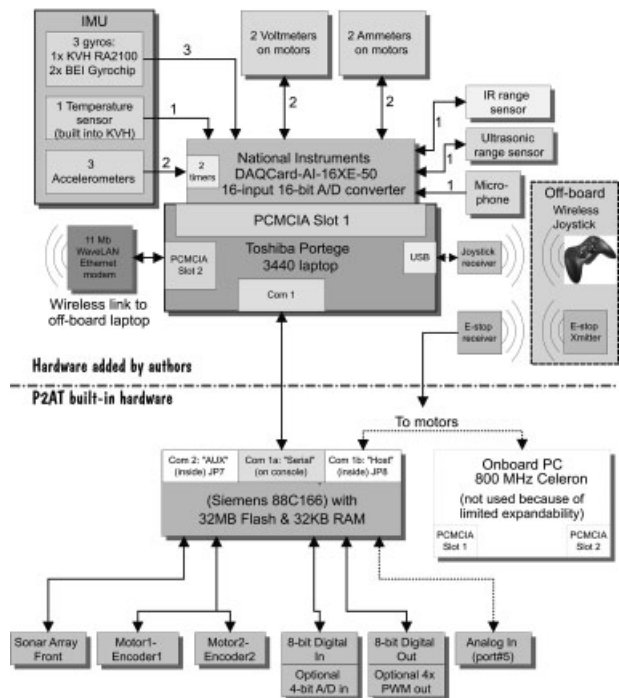 IMU
3 gyros:
1x KVH RA2100
2x BEI Gyrochip
1 Temperature
sensor
(built into KVH)
3
Accelerometers
3
1
2
2 Voltmeters
on motors
2 Ammeters on
motors
2
2
IR range
sensor
1
Ultrasonic
range sensor
1
Micro-
phone
1
2
timers
National Instruments
DAQCard-AI-16XE-50
16-input 16-bit A/D converter
PCMCIA Slot 1
Toshiba Portege
3440 laptop
PCMCIA
Slot 2
USB
Com 1
11 Mb
WaveLAN
Ethernet
modem
Wireless link to
off-board laptop
Joystick
receiver
Off-board
Wireless
Joystick
E-stop
receiver
E-stop
Xmitter
Hardware added by authors
P2AT built-in hardware
To motors
Com 2: "AUX"
(inside) JP7
Com 1a: "Serial"
(on console)
Com 1b: "Host"
(inside) JP8
(Siemens 88C166) with
32MB Flash & 32KB RAM
Onboard PC
800 MHz Celeron
(not used because of
limited expandability)
PCMCIA
Slot 1
PCMCIA
Slot 2
Sonar Array
Front
Motor1-
Encoder1
Motor2-
Encoder2
8-bit Digital
In
Optional
4-bit A/D in
8-bit Digital
Out
Optional 4x
PWM out
Analog In
(port#5)